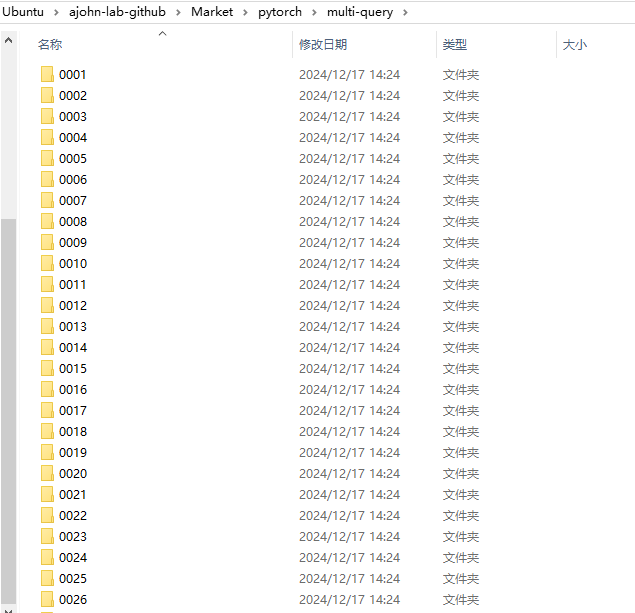 Ubuntu > ajohn-lab-github > Market > pytorch > multi-query >
名称 修改日期 类型 大小
0001 2024/12/17 14:24 文件夹
0002 2024/12/17 14:24 文件夹
0003 2024/12/17 14:24 文件夹
0004 2024/12/17 14:24 文件夹
0005 2024/12/17 14:24 文件夹
0006 2024/12/17 14:24 文件夹
0007 2024/12/17 14:24 文件夹
0008 2024/12/17 14:24 文件夹
0009 2024/12/17 14:24 文件夹
0010 2024/12/17 14:24 文件夹
0011 2024/12/17 14:24 文件夹
0012 2024/12/17 14:24 文件夹
0013 2024/12/17 14:24 文件夹
0014 2024/12/17 14:24 文件夹
0015 2024/12/17 14:24 文件夹
0016 2024/12/17 14:24 文件夹
0017 2024/12/17 14:24 文件夹
0018 2024/12/17 14:24 文件夹
0019 2024/12/17 14:24 文件夹
0020 2024/12/17 14:24 文件夹
0021 2024/12/17 14:24 文件夹
0022 2024/12/17 14:24 文件夹
0023 2024/12/17 14:24 文件夹
0024 2024/12/17 14:24 文件夹
0025 2024/12/17 14:24 文件夹
0026 2024/12/17 14:24 文件夹